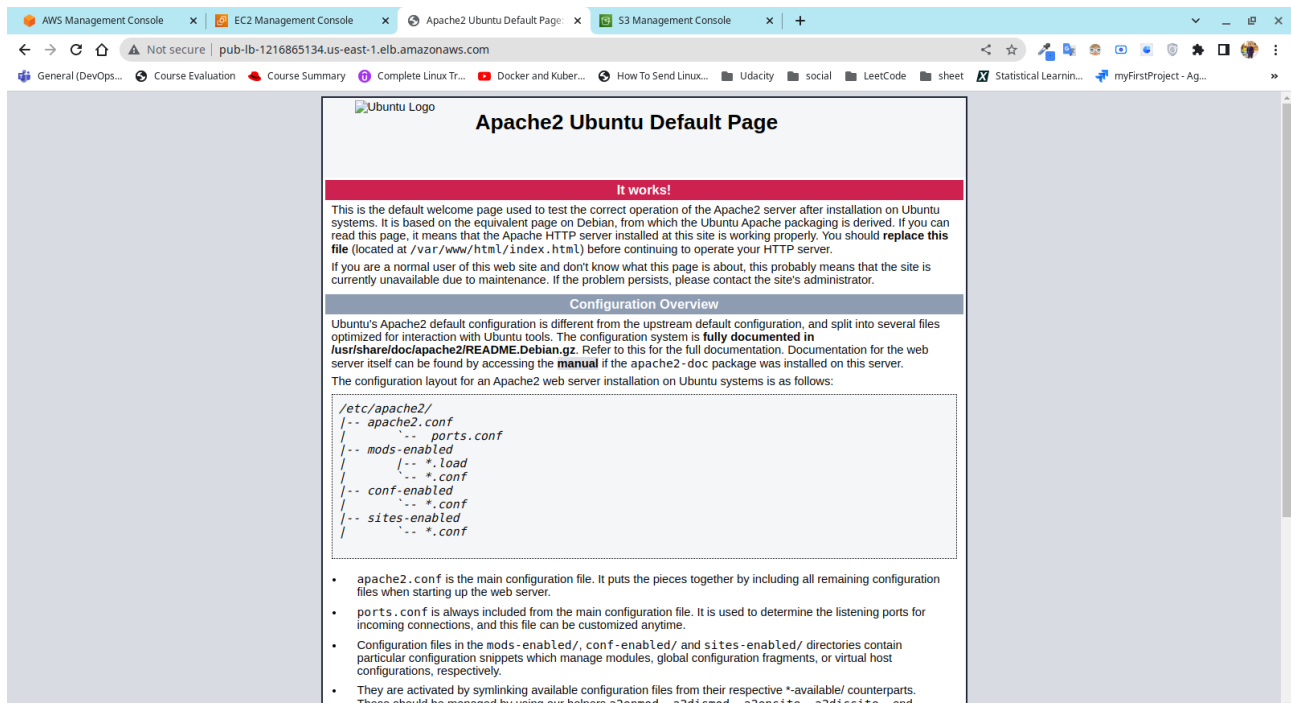 AWS Management Console
EC2 Management Console
Apache2 Ubuntu Default Page:
S3 Management Console
Not secure | pub-lb-1216865134.us-east-1.elb.amazonaws.com
General (DevOps...
Course Evaluation
Course Summary
Complete Linux Tr...
Docker and Kuber...
How To Send Linux...
Udacity
social
LeetCode
sheet
Statistical Learnin...
myFirstProject - Ag...
»
Ubuntu Logo
Apache2 Ubuntu Default Page
It works!
This is the default welcome page used to test the correct operation of the Apache2 server after installation on Ubuntu
systems. It is based on the equivalent page on Debian, from which the Ubuntu Apache packaging is derived. If you can
read this page, it means that the Apache HTTP server installed at this site is working properly. You should replace this
file (located at /var/www/html/index.html) before continuing to operate your HTTP server.
If you are a normal user of this web site and don't know what this page is about, this probably means that the site is
currently unavailable due to maintenance. If the problem persists, please contact the site's administrator.
Configuration Overview
Ubuntu's Apache2 default configuration is different from the upstream default configuration, and split into several files
optimized for interaction with Ubuntu tools. The configuration system is fully documented in
/usr/share/doc/apache2/README.Debian.gz. Refer to this for the full documentation. Documentation for the web
server itself can be found by accessing the manual if the apache2-doc package was installed on this server.
The configuration layout for an Apache2 web server installation on Ubuntu systems is as follows:
/etc/apache2/
|-- apache2.conf
|       `--  ports.conf
|-- mods-enabled
|       |-- *.load
|       `-- *.conf
|-- conf-enabled
|       `-- *.conf
|-- sites-enabled
|       `-- *.conf
• apache2.conf is the main configuration file. It puts the pieces together by including all remaining configuration
files when starting up the web server.
• ports.conf is always included from the main configuration file. It is used to determine the listening ports for
incoming connections, and this file can be customized anytime.
• Configuration files in the mods-enabled/, conf-enabled/ and sites-enabled/ directories contain
particular configuration snippets which manage modules, global configuration fragments, or virtual host
configurations, respectively.
• They are activated by symlinking available configuration files from their respective *-available/ counterparts.
These should be managed by using our helpers a2enmod, a2dismod, a2ensite, a2dissite, and